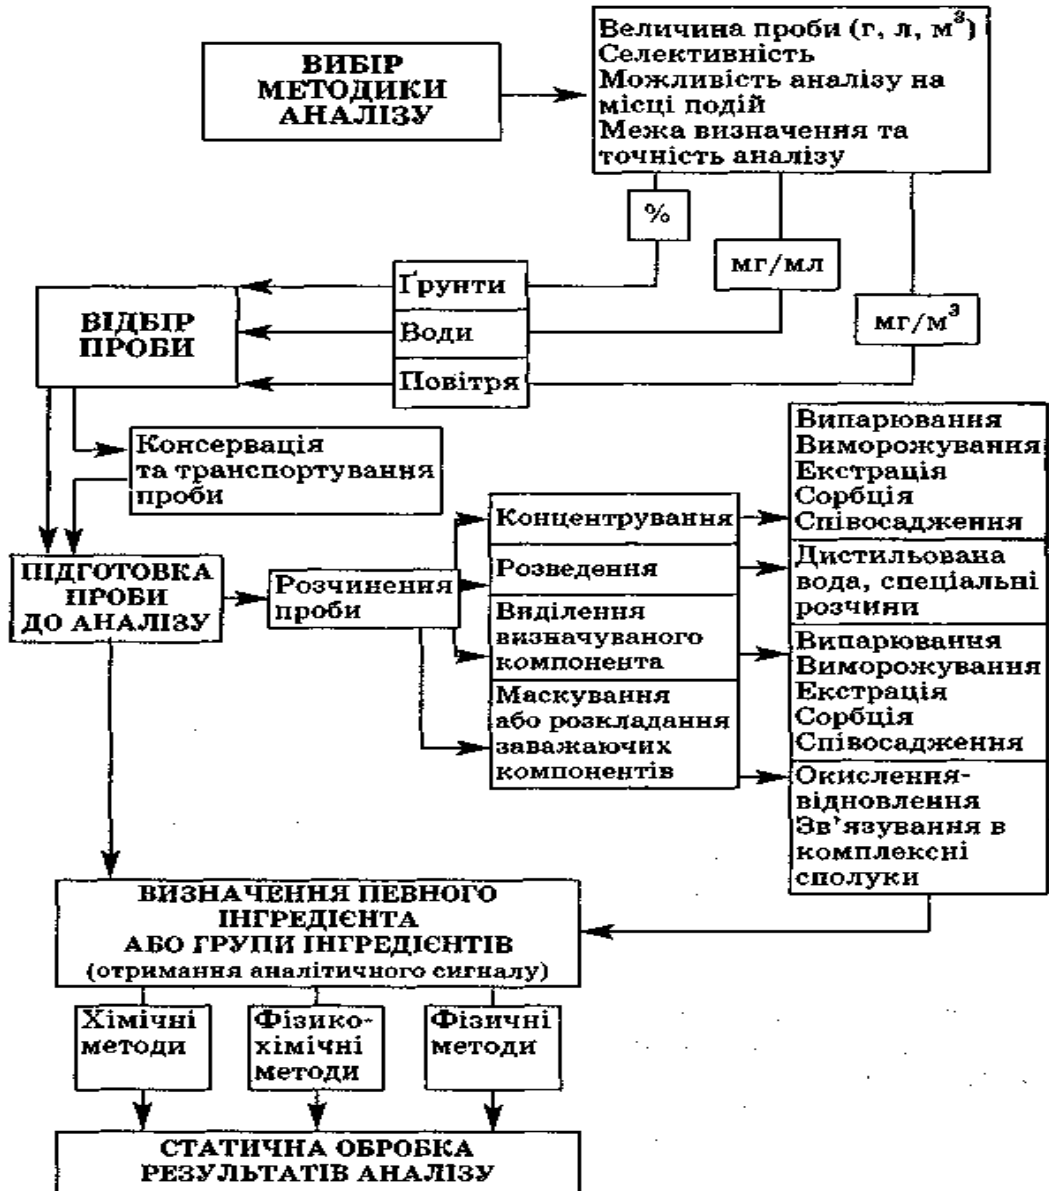 ВИБІР
МЕТОДИКИ
АНАЛІЗУ
Величина проби (г, л, м³)
Селективність
Можливість аналізу на
місці подій
Межа визначення та
точність аналізу
%
мг/мл
мг/м³
Ґрунти
Води
Повітря
ВІДБІР
ПРОБИ
Консервація
та транспортування
проби
ПІДГОТОВКА
ПРОБИ
ДО АНАЛІЗУ
Розчинення
проби
Концентрування
Розведення
Виділення
визначуваного
компонента
Маскування
або розкладання
заважаючих
компонентів
Випарювання
Виморожування
Екстрація
Сорбція
Співосадження
Дистильована
вода, спеціальні
розчини
Випарювання
Виморожування
Екстрація
Сорбція
Співосадження
Окислення-
відновлення
Зв’язування в
комплексні
сполуки
ВИЗНАЧЕННЯ ПЕВНОГО
ІНГРЕДІЄНТА
АБО ГРУПИ ІНГРЕДІЄНТІВ
(отримання аналітичного сигналу)
Хімічні
методи
Фізико-
хімічні
методи
Фізичні
методи
СТАТИЧНА ОБРОБКА
РЕЗУЛЬТАТІВ АНАЛІЗУ